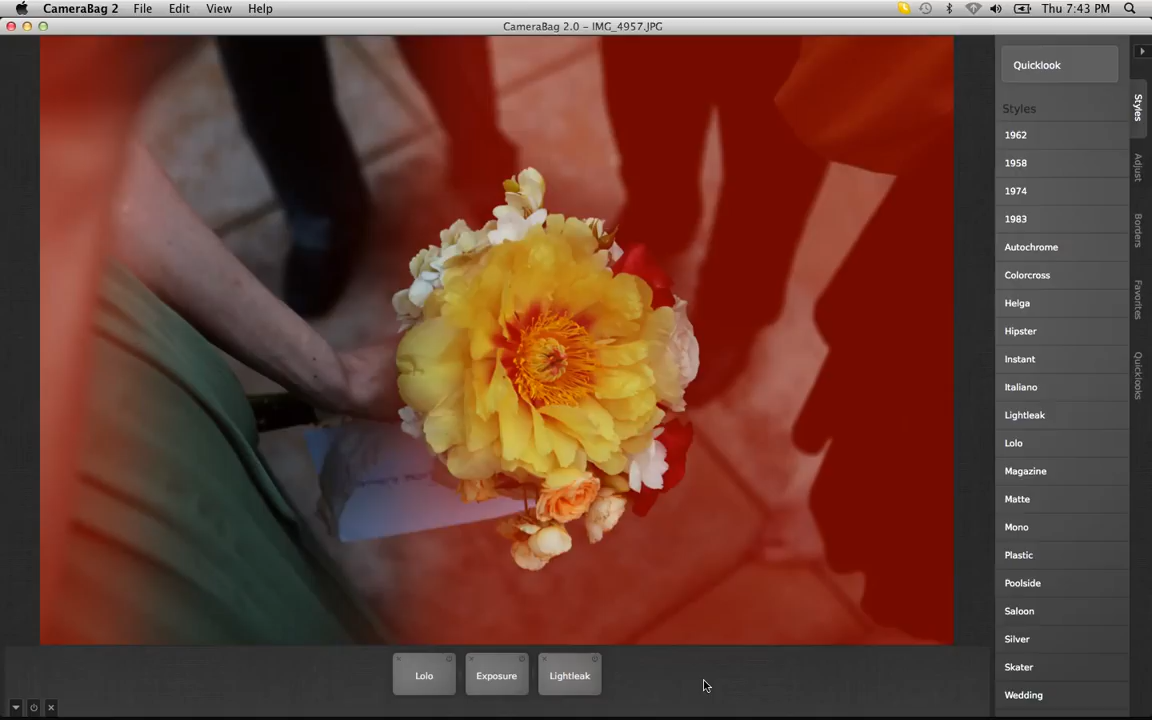 CameraBag 2 File Edit View Help Thu 7:43 PM
CameraBag 2.0 – IMG_4957.JPG
Quicklook
Styles
1962
1958
1974
1983
Autochrome
Colorcross
Helga
Hipster
Instant
Italiano
Lightleak
Lolo
Magazine
Matte
Mono
Plastic
Poolside
Saloon
Silver
Skater
Wedding
Styles
Adjust
Borders
Favorites
Quicklooks
Lolo Exposure Lightleak